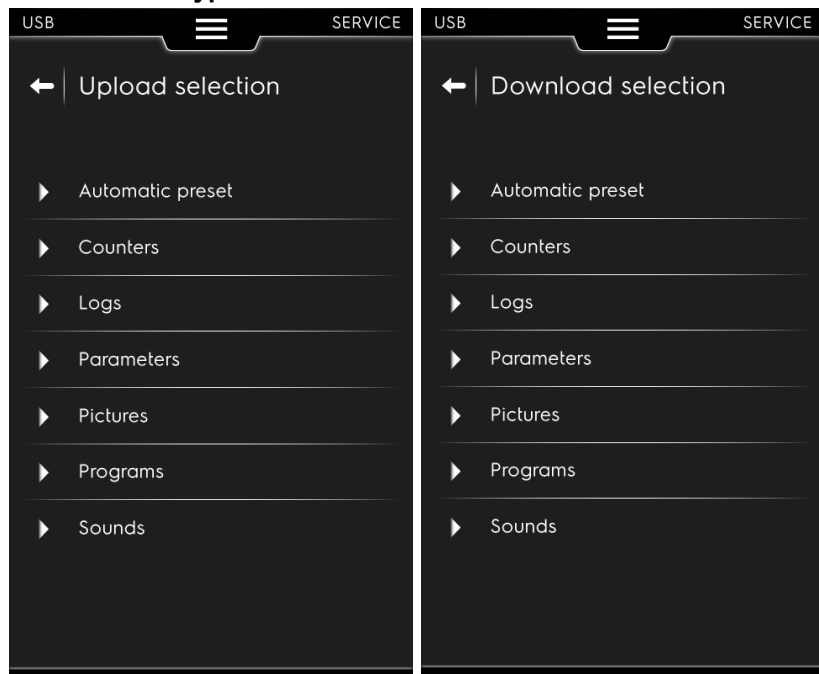 USB SERVICE
Upload selection
Automatic preset
Counters
Logs
Parameters
Pictures
Programs
Sounds
USB SERVICE
Download selection
Automatic preset
Counters
Logs
Parameters
Pictures
Programs
Sounds